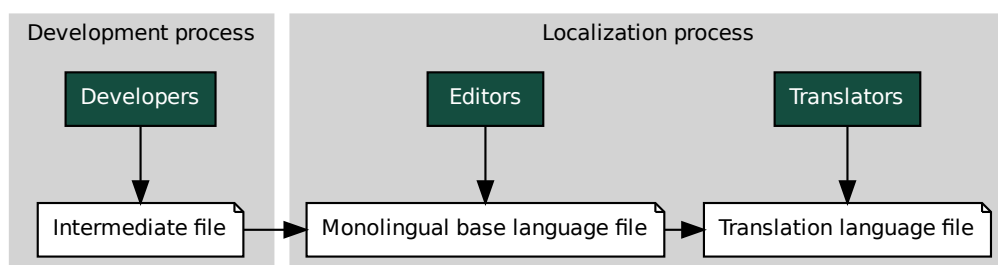 Development process
Localization process
Developers
Editors
Translators
Intermediate file
Monolingual base language file
Translation language file